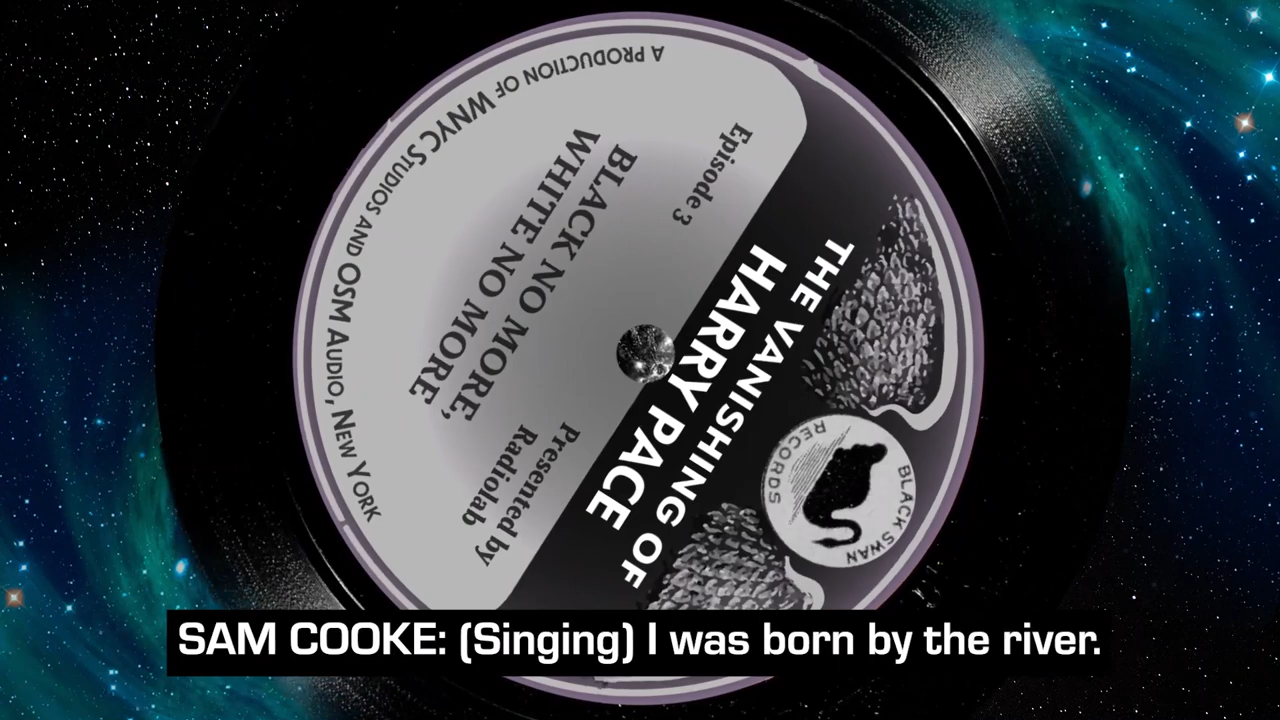 THE VANISHING OF
HARRY PACE
BLACK SWAN
RECORDS
Episode 3
BLACK NO MORE,
WHITE NO MORE
Presented by
Radiolab
A PRODUCTION OF WNYC STUDIOS AND OSM AUDIO, NEW YORK
SAM COOKE: (Singing) I was born by the river.